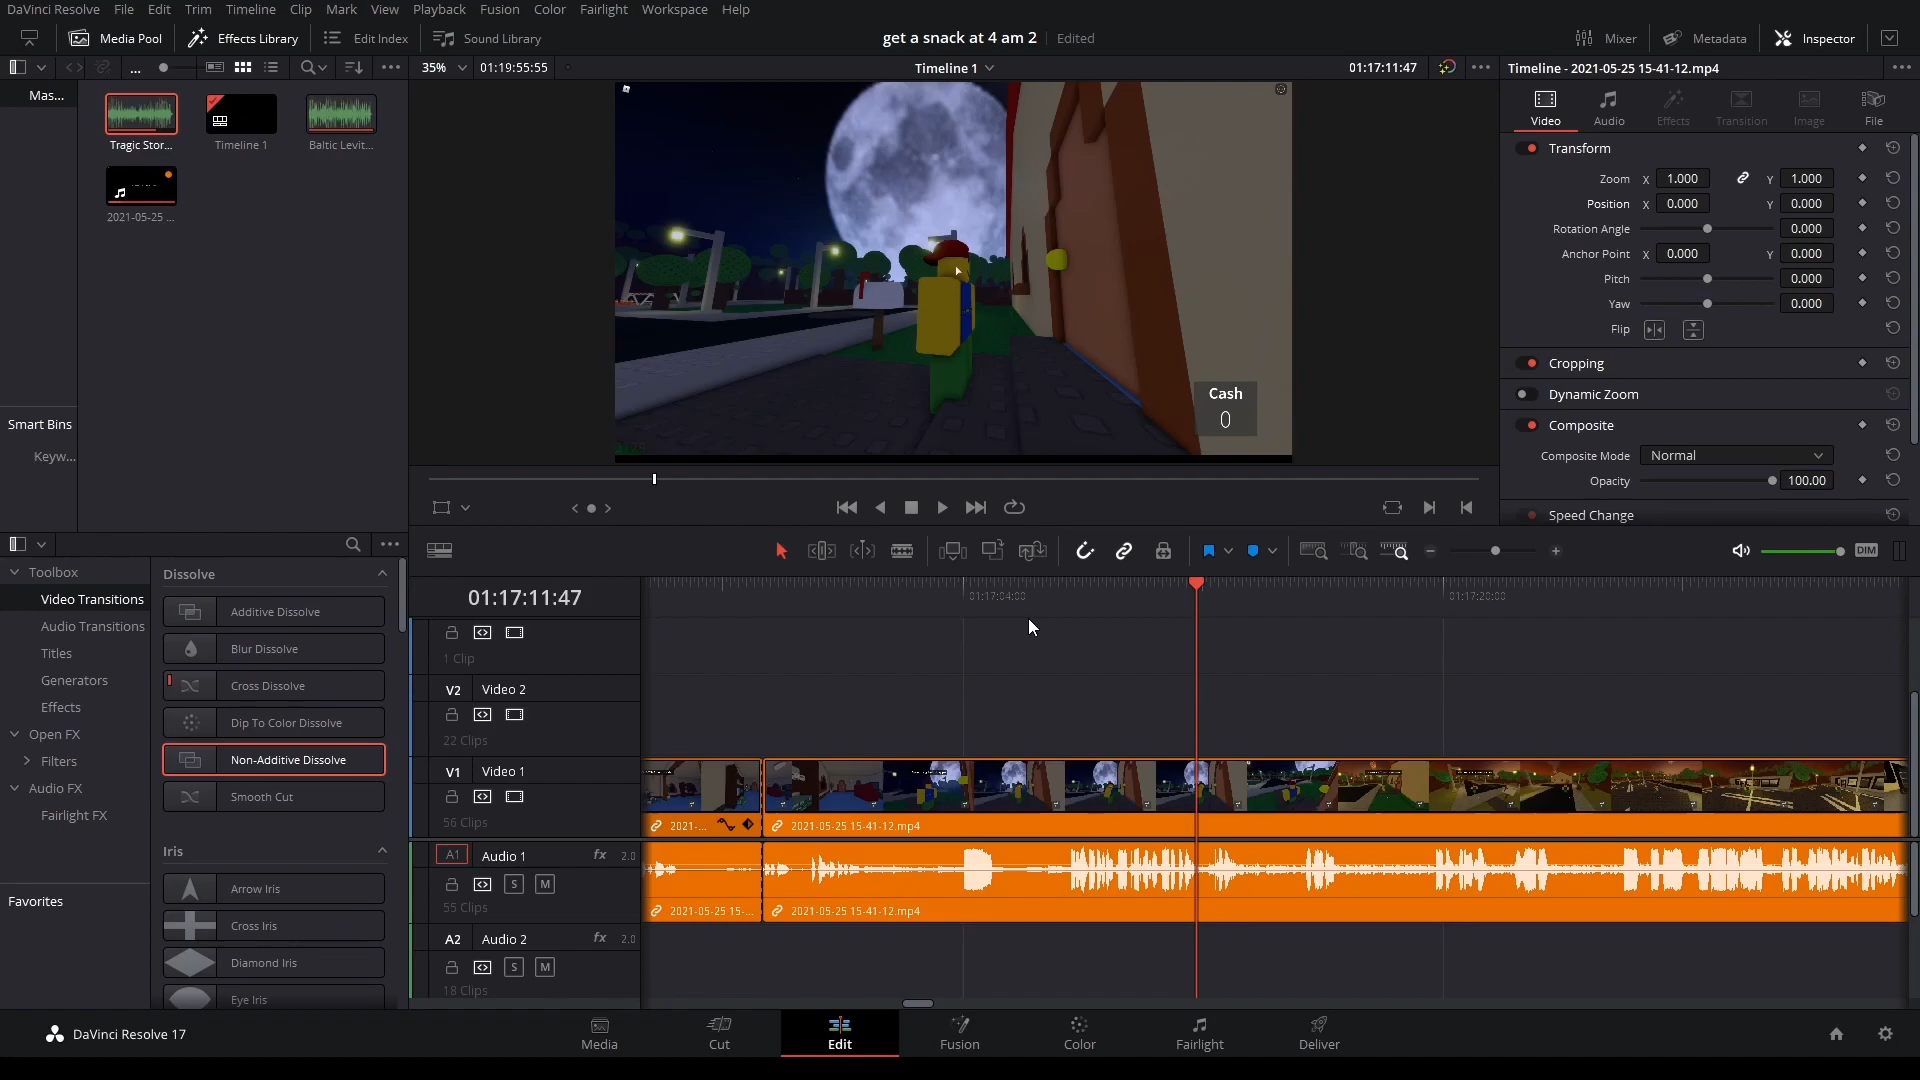 DaVinci Resolve File Edit Trim Timeline Clip Mark View Playback Fusion Color Fairlight Workspace Help
Media Pool Effects Library Edit Index Sound Library get a snack at 4 am 2 Edited Mixer Metadata Inspector
... 35% 01:19:55:55 Timeline 1 01:17:11:47 Timeline - 2021-05-25 15-41-12.mp4
Mas...
Tragic Stor... Timeline 1 Baltic Levit...
2021-05-25 ...
Smart Bins
Keyw...
Cash
0
Video Audio Effects Transition Image File
Transform
Zoom X 1.000 Y 1.000
Position X 0.000 Y 0.000
Rotation Angle 0.000
Anchor Point X 0.000 Y 0.000
Pitch 0.000
Yaw 0.000
Flip
Cropping
Dynamic Zoom
Composite
Composite Mode Normal
Opacity 100.00
Speed Change
Toolbox
Video Transitions
Audio Transitions
Titles
Generators
Effects
Open FX
Filters
Audio FX
Fairlight FX
Favorites
Dissolve
Additive Dissolve
Blur Dissolve
Cross Dissolve
Dip To Color Dissolve
Non-Additive Dissolve
Smooth Cut
Iris
Arrow Iris
Cross Iris
Diamond Iris
Eye Iris
DIM
01:17:11:47 01:17:04:00 01:17:20:00
1 Clip
V2 Video 2
22 Clips
V1 Video 1
56 Clips
2021-... 2021-05-25 15-41-12.mp4
A1 Audio 1 fx 2.0
S M
55 Clips
2021-05-25 15-... 2021-05-25 15-41-12.mp4
A2 Audio 2 fx 2.0
S M
18 Clips
DaVinci Resolve 17 Media Cut Edit Fusion Color Fairlight Deliver